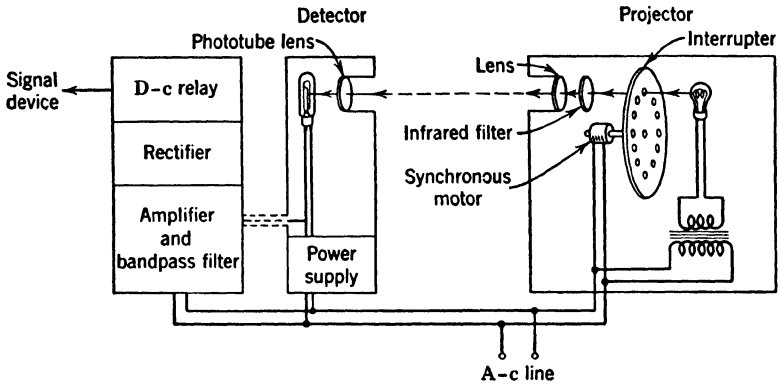 Detector
Phototube lens
Projector
Interrupter
Lens
Signal
device
D-c relay
Infrared filter
Rectifier
Synchronous
motor
Amplifier
and
bandpass filter
Power
supply
A-c line